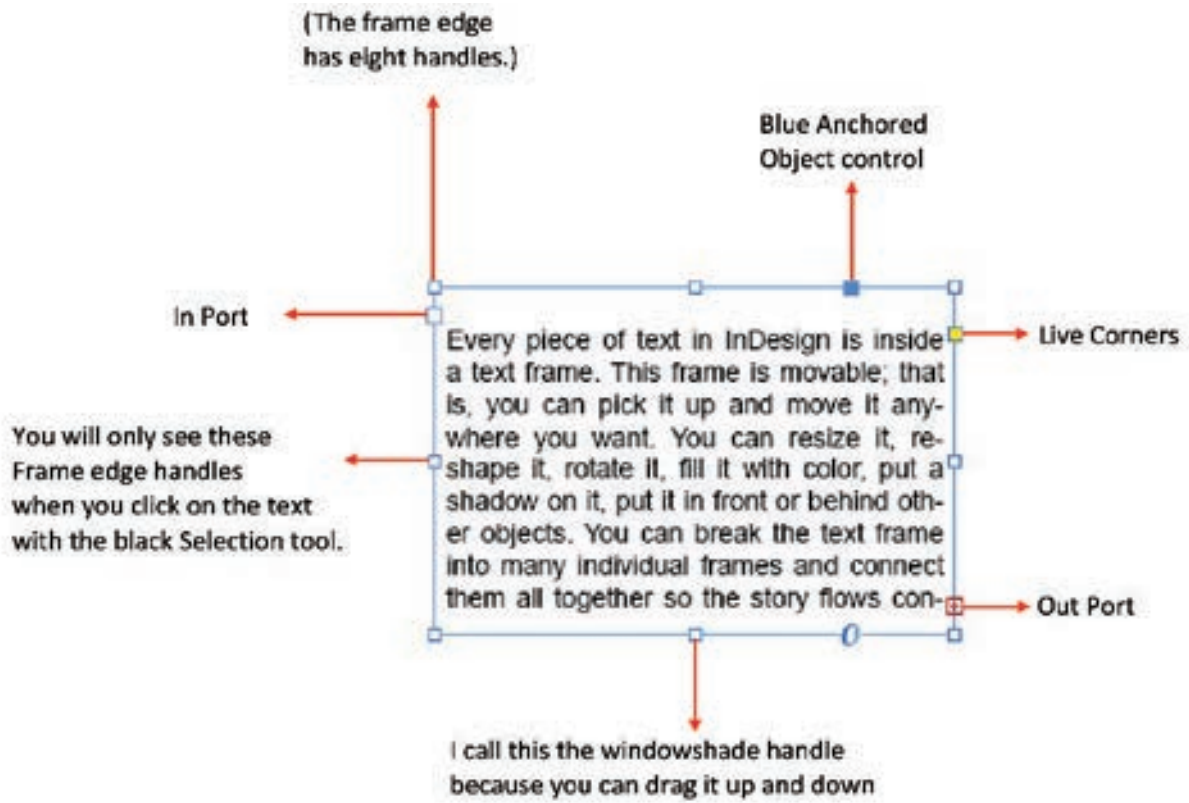 (The frame edge
has eight handles.)
Blue Anchored
Object control
In Port
Live Corners
Every piece of text in InDesign is inside
a text frame. This frame is movable; that
is, you can pick it up and move it any-
where you want. You can resize it, re-
shape it, rotate it, fill it with color, put a
shadow on it, put it in front or behind oth-
er objects. You can break the text frame
into many individual frames and connect
them all together so the story flows con-
You will only see these
Frame edge handles
when you click on the text
with the black Selection tool.
Out Port
I call this the windowshade handle
because you can drag it up and down